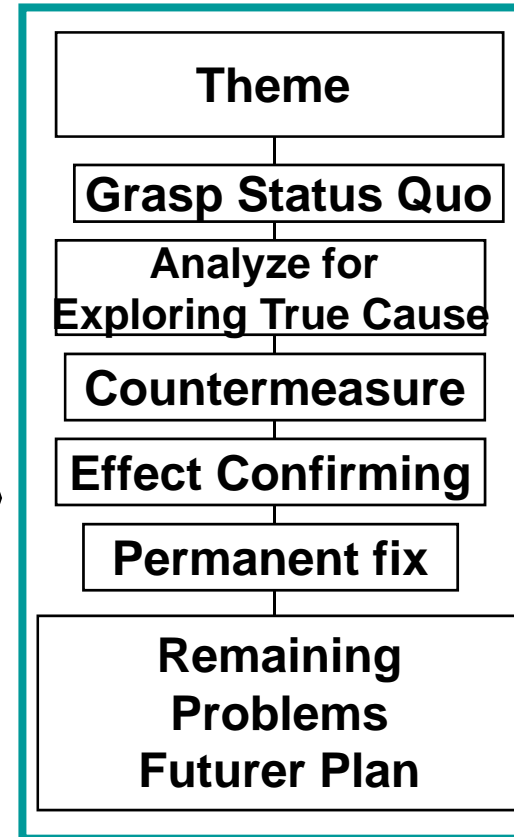 Theme
Grasp Status Quo
Analyze for
Exploring True Cause
Countermeasure
Effect Confirming
Permanent fix
Remaining
Problems
Futurer Plan